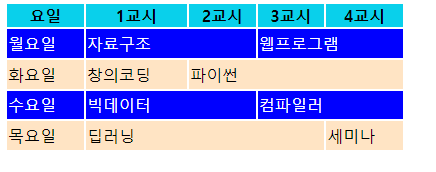 요일 1교시 2교시 3교시 4교시
월요일 자료구조 웹프로그램
화요일 창의코딩 파이썬
수요일 빅데이터 컴파일러
목요일 딥러닝 세미나